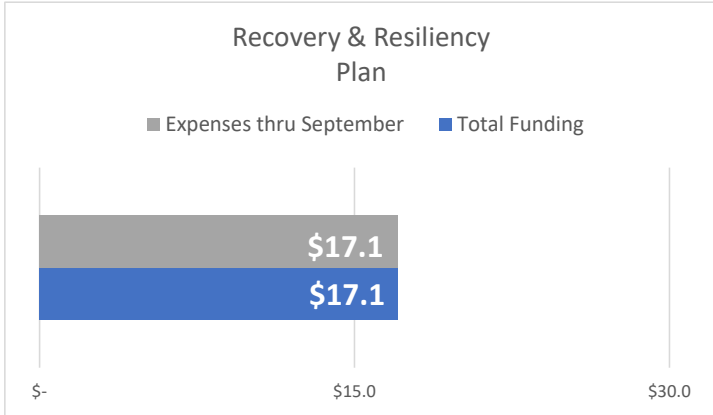 Recovery & Resiliency
Plan
Expenses thru September
Total Funding
$17.1
$17.1
$-
$15.0
$30.0